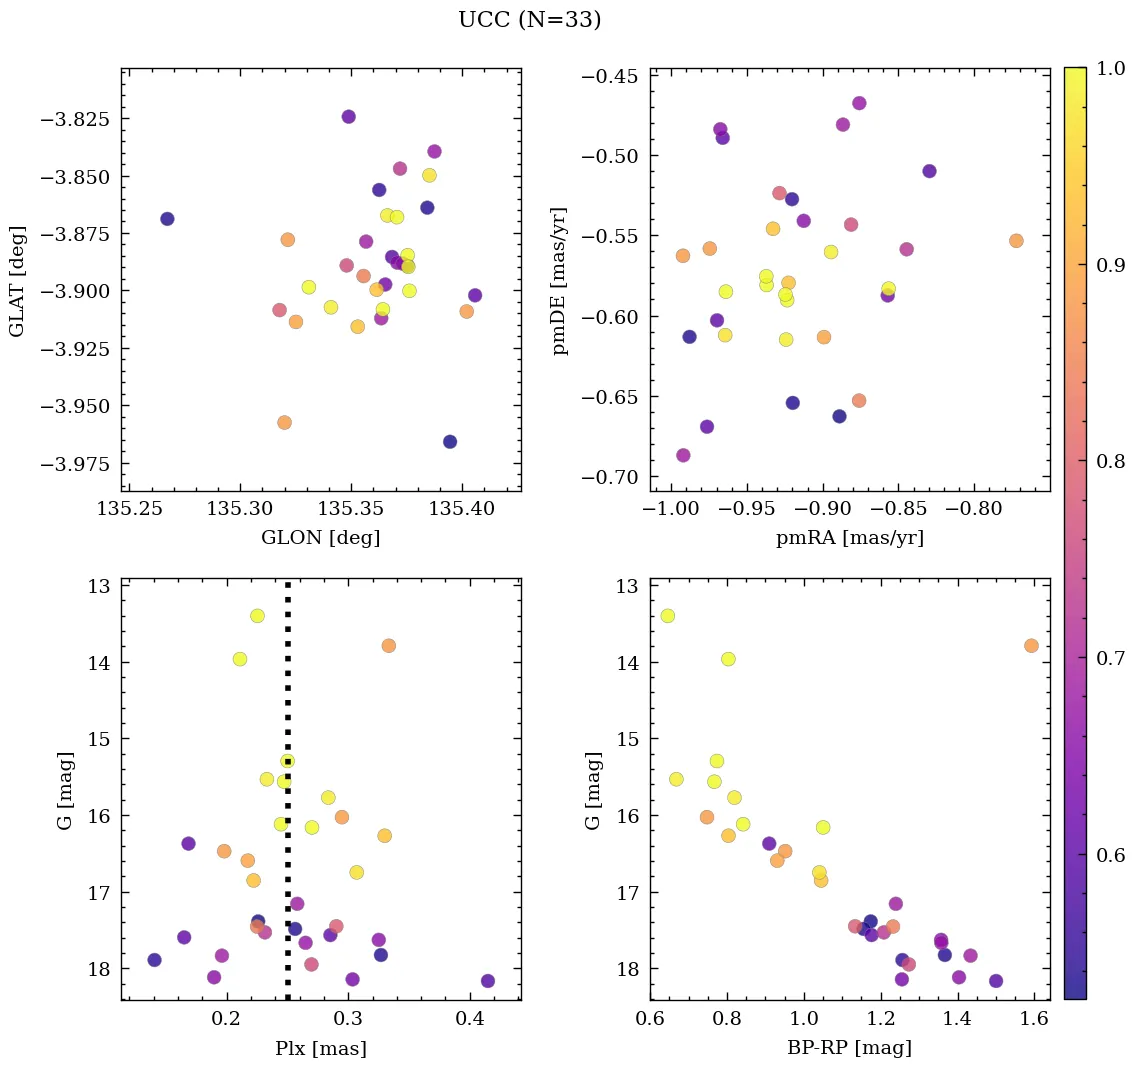 UCC (N=33)
−3.825
−3.850
−3.875
−3.900
−3.925
−3.950
−3.975
GLAT [deg]
135.25 135.30 135.35 135.40
GLON [deg]
−0.45
−0.50
−0.55
−0.60
−0.65
−0.70
pmDE [mas/yr]
−1.00 −0.95 −0.90 −0.85 −0.80
pmRA [mas/yr]
1.0
0.9
0.8
0.7
0.6
13
14
15
16
17
18
G [mag]
0.2 0.3 0.4
Plx [mas]
13
14
15
16
17
18
G [mag]
0.6 0.8 1.0 1.2 1.4 1.6
BP-RP [mag]